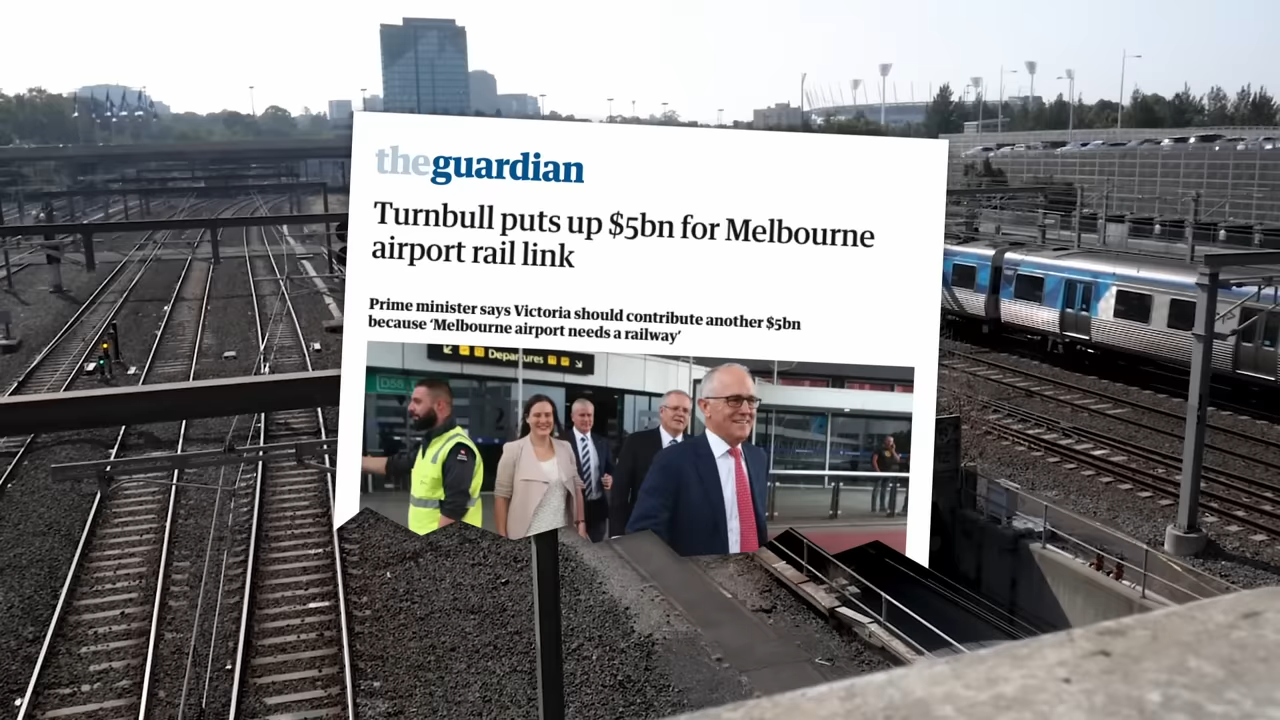 theguardian
Turnbull puts up $5bn for Melbourne
airport rail link
Prime minister says Victoria should contribute another $5bn
because ‘Melbourne airport needs a railway’
Departures
D55